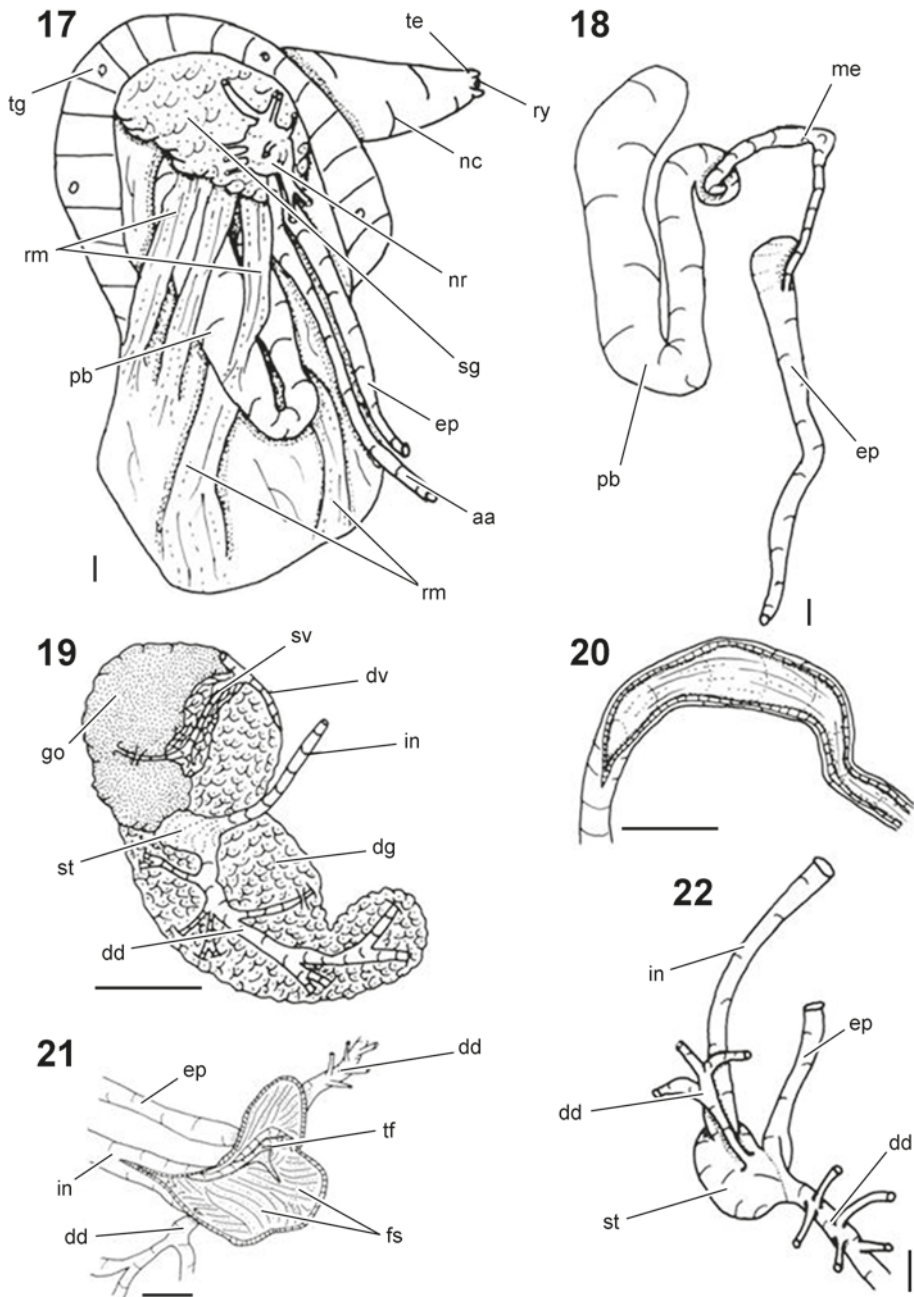 17
te
ry
tg
nc
rm
nr
pb
sg
ep
aa
rm
18
me
pb
ep
19
sv
dv
in
go
st
dg
dd
20
21
ep
dd
tf
in
fs
dd
22
in
ep
dd
dd
st